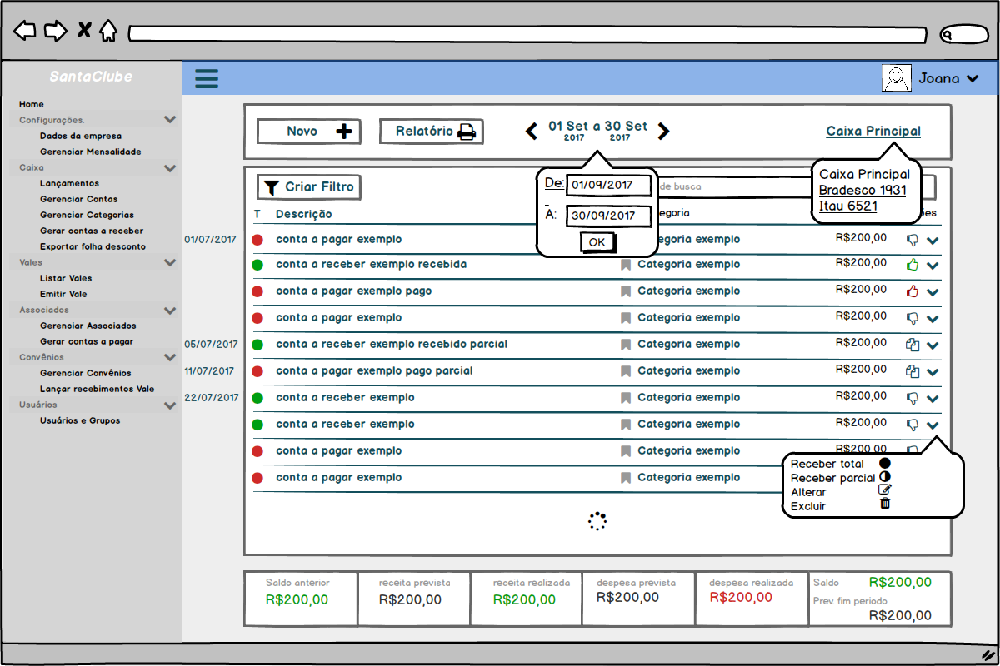 SantaClube
Joana
Home
Configurações.
Dados da empresa
Gerenciar Mensalidade
Caixa
Lançamentos
Gerenciar Contas
Gerenciar Categorias
Gerar contas a receber
Exportar folha desconto
Vales
Listar Vales
Emitir Vale
Associados
Gerenciar Associados
Gerar contas a pagar
Convênios
Gerenciar Convênios
Lançar recebimentos Vale
Usuários
Usuários e Grupos
Novo
Relatório
01 Set a 30 Set
2017 2017
Caixa Principal
Caixa Principal
Bradesco 1931
Itau 6521
De: 01/09/2017
A: 30/09/2017
OK
Criar Filtro
de busca
T Descrição egoria ões
01/07/2017 conta a pagar exemplo egoria exemplo R$200,00
conta a receber exemplo recebida Categoria exemplo R$200,00
conta a pagar exemplo pago Categoria exemplo R$200,00
conta a pagar exemplo Categoria exemplo R$200,00
05/07/2017 conta a receber exemplo recebido parcial Categoria exemplo R$200,00
11/07/2017 conta a pagar exemplo pago parcial Categoria exemplo R$200,00
22/07/2017 conta a receber exemplo Categoria exemplo R$200,00
conta a receber exemplo Categoria exemplo R$200,00
conta a pagar exemplo Categoria exemplo R$200,00
conta a pagar exemplo Categoria exemplo
Receber total
Receber parcial
Alterar
Excluir
Saldo anterior
R$200,00
receita prevista
R$200,00
receita realizada
R$200,00
despesa prevista
R$200,00
despesa realizada
R$200,00
Saldo R$200,00
Prev. fim periodo
R$200,00